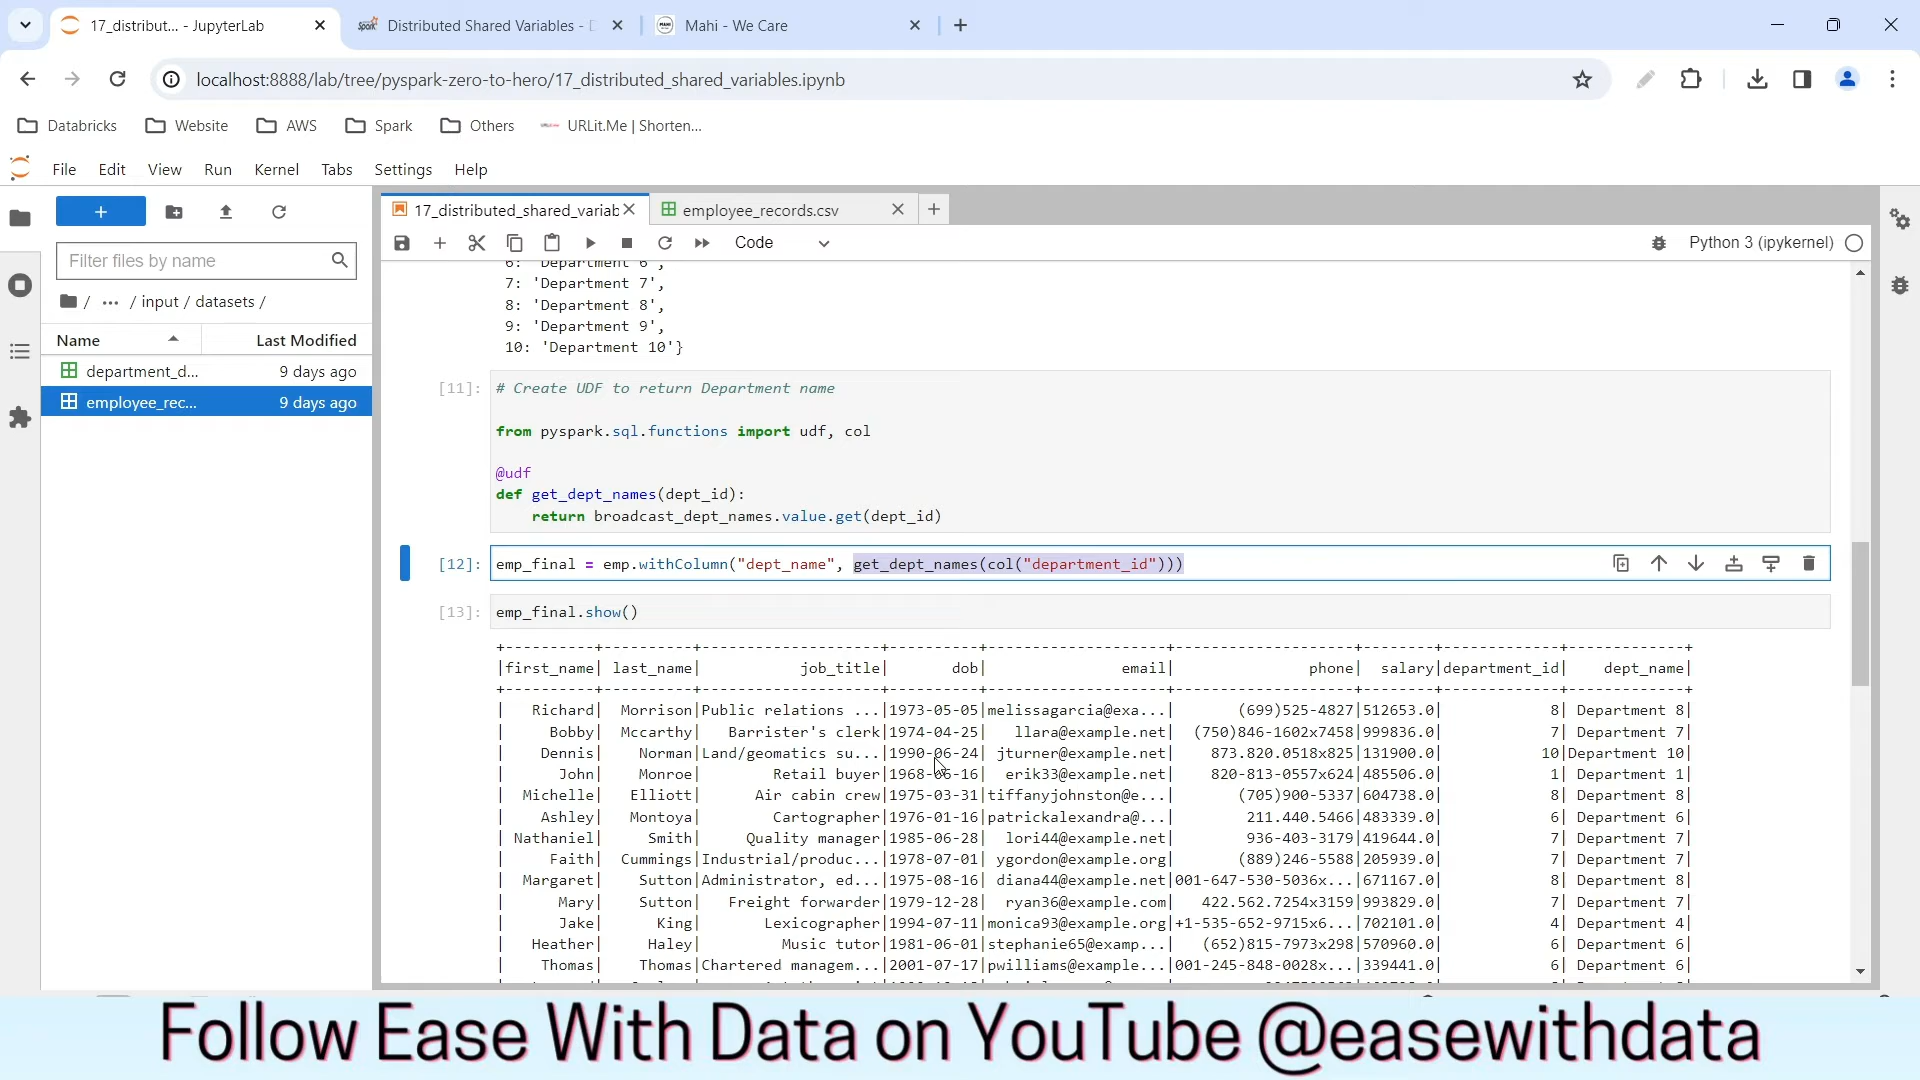 17_distribut... - JupyterLab
Distributed Shared Variables -
Mahi - We Care
localhost:8888/lab/tree/pyspark-zero-to-hero/17_distributed_shared_variables.ipynb
Databricks Website AWS Spark Others URLit.Me | Shorten...
File Edit View Run Kernel Tabs Settings Help
17_distributed_shared_variab
employee_records.csv
Code
Python 3 (ipykernel)
Filter files by name
/ ... / input / datasets /
Name Last Modified
department_d... 9 days ago
employee_rec... 9 days ago
6: 'Department 6',
7: 'Department 7',
8: 'Department 8',
9: 'Department 9',
10: 'Department 10'}
[11]: # Create UDF to return Department name
from pyspark.sql.functions import udf, col
@udf
def get_dept_names(dept_id):
return broadcast_dept_names.value.get(dept_id)
[12]: emp_final = emp.withColumn("dept_name", get_dept_names(col("department_id")))
[13]: emp_final.show()
+----------+----------+--------------------+----------+--------------------+--------------------+--------+-------------+-------------+
|first_name| last_name| job_title| dob| email| phone| salary|department_id| dept_name|
+----------+----------+--------------------+----------+--------------------+--------------------+--------+-------------+-------------+
| Richard| Morrison|Public relations ...|1973-05-05|melissagarcia@exa...| (699)525-4827|512653.0| 8| Department 8|
| Bobby| Mccarthy| Barrister's clerk|1974-04-25| llara@example.net| (750)846-1602x7458|999836.0| 7| Department 7|
| Dennis| Norman|Land/geomatics su...|1990-06-24| jturner@example.net| 873.820.0518x825|131900.0| 10|Department 10|
| John| Monroe| Retail buyer|1968-06-16| erik33@example.net| 820-813-0557x624|485506.0| 1| Department 1|
| Michelle| Elliott| Air cabin crew|1975-03-31|tiffanyjohnston@e...| (705)900-5337|604738.0| 8| Department 8|
| Ashley| Montoya| Cartographer|1976-01-16|patrickalexandra@...| 211.440.5466|483339.0| 6| Department 6|
| Nathaniel| Smith| Quality manager|1985-06-28| lori44@example.net| 936-403-3179|419644.0| 7| Department 7|
| Faith| Cummings|Industrial/produc...|1978-07-01| ygordon@example.org| (889)246-5588|205939.0| 7| Department 7|
| Margaret| Sutton|Administrator, ed...|1975-08-16| diana44@example.net|001-647-530-5036x...|671167.0| 8| Department 8|
| Mary| Sutton| Freight forwarder|1979-12-28| ryan36@example.com| 422.562.7254x3159|993829.0| 7| Department 7|
| Jake| King| Lexicographer|1994-07-11|monica93@example.org|+1-535-652-9715x6...|702101.0| 4| Department 4|
| Heather| Haley| Music tutor|1981-06-01|stephanie65@examp...| (652)815-7973x298|570960.0| 6| Department 6|
| Thomas| Thomas|Chartered managem...|2001-07-17|pwilliams@example...|001-245-848-0028x...|339441.0| 6| Department 6|
Follow Ease With Data on YouTube @easewithdata